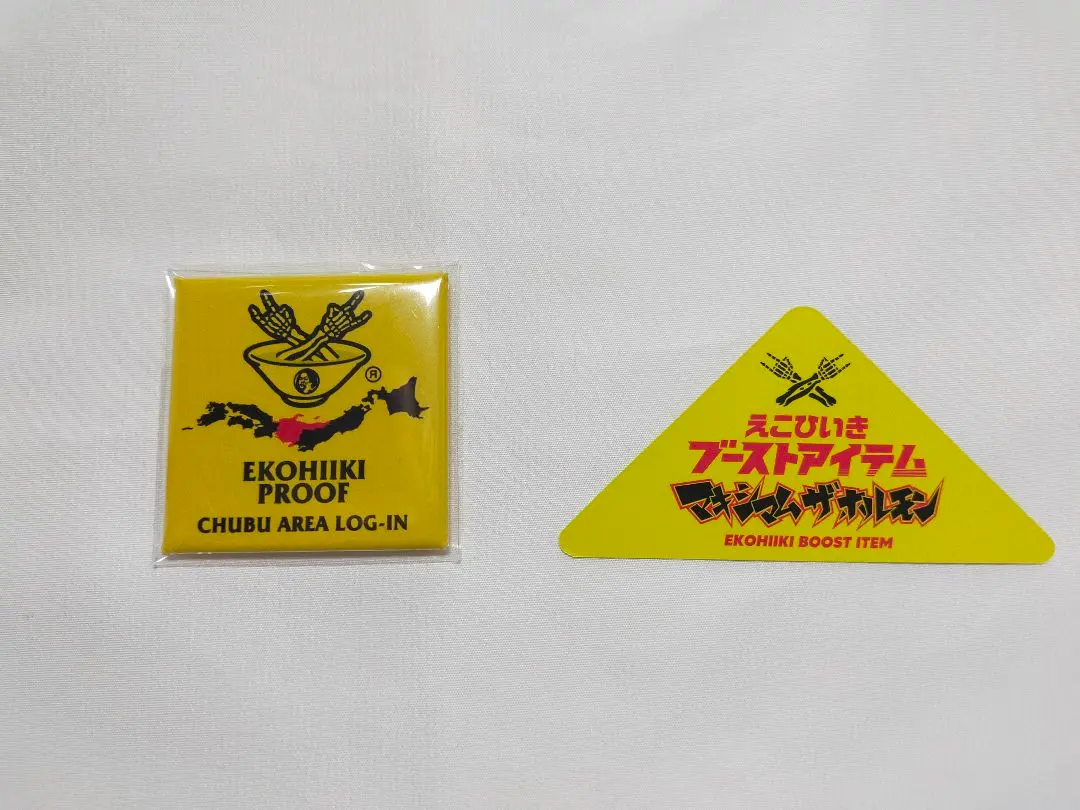 ®
EKOHIIKI
PROOF
CHUBU AREA LOG-IN
えこひいき
ブーストアイテム
マキシマム ザ ホルモン
EKOHIIKI BOOST ITEM